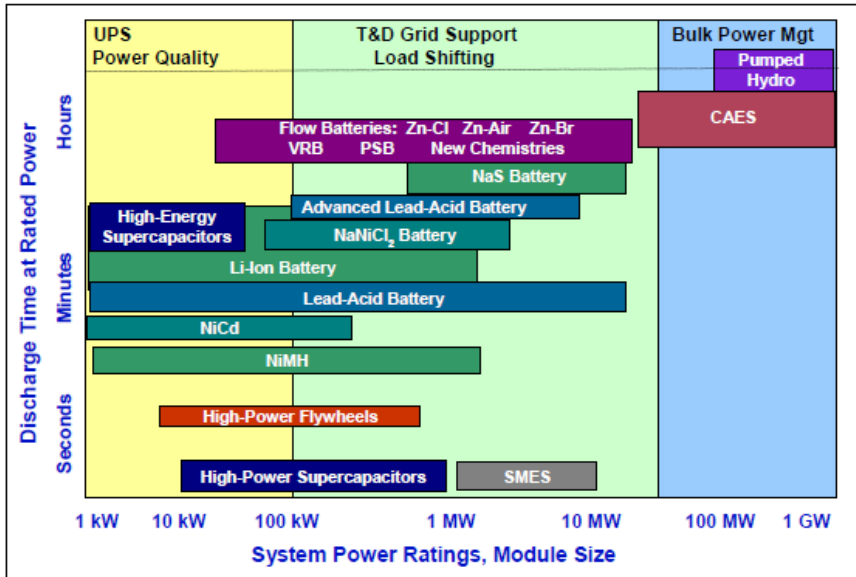 UPS
Power Quality
T&D Grid Support
Load Shifting
Bulk Power Mgt
Pumped
Hydro
CAES
Flow Batteries: Zn-Cl Zn-Air Zn-Br
VRB PSB New Chemistries
NaS Battery
Advanced Lead-Acid Battery
High-Energy
Supercapacitors
NaNiCl₂ Battery
Li-Ion Battery
Lead-Acid Battery
NiCd
NiMH
High-Power Flywheels
High-Power Supercapacitors
SMES
Discharge Time at Rated Power
Hours
Minutes
Seconds
1 kW 10 kW 100 kW 1 MW 10 MW 100 MW 1 GW
System Power Ratings, Module Size